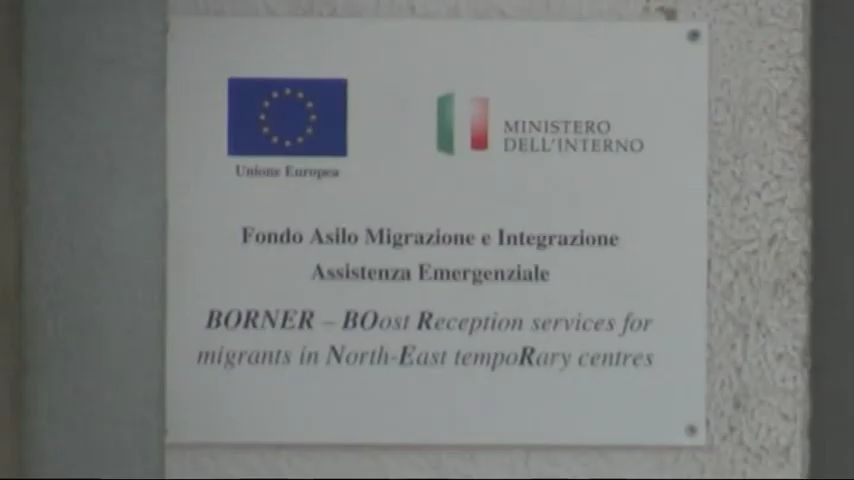 Unione Europea
MINISTERO
DELL'INTERNO
Fondo Asilo Migrazione e Integrazione
Assistenza Emergenziale
BORNER – BOost Reception services for
migrants in North-East tempoRary centres